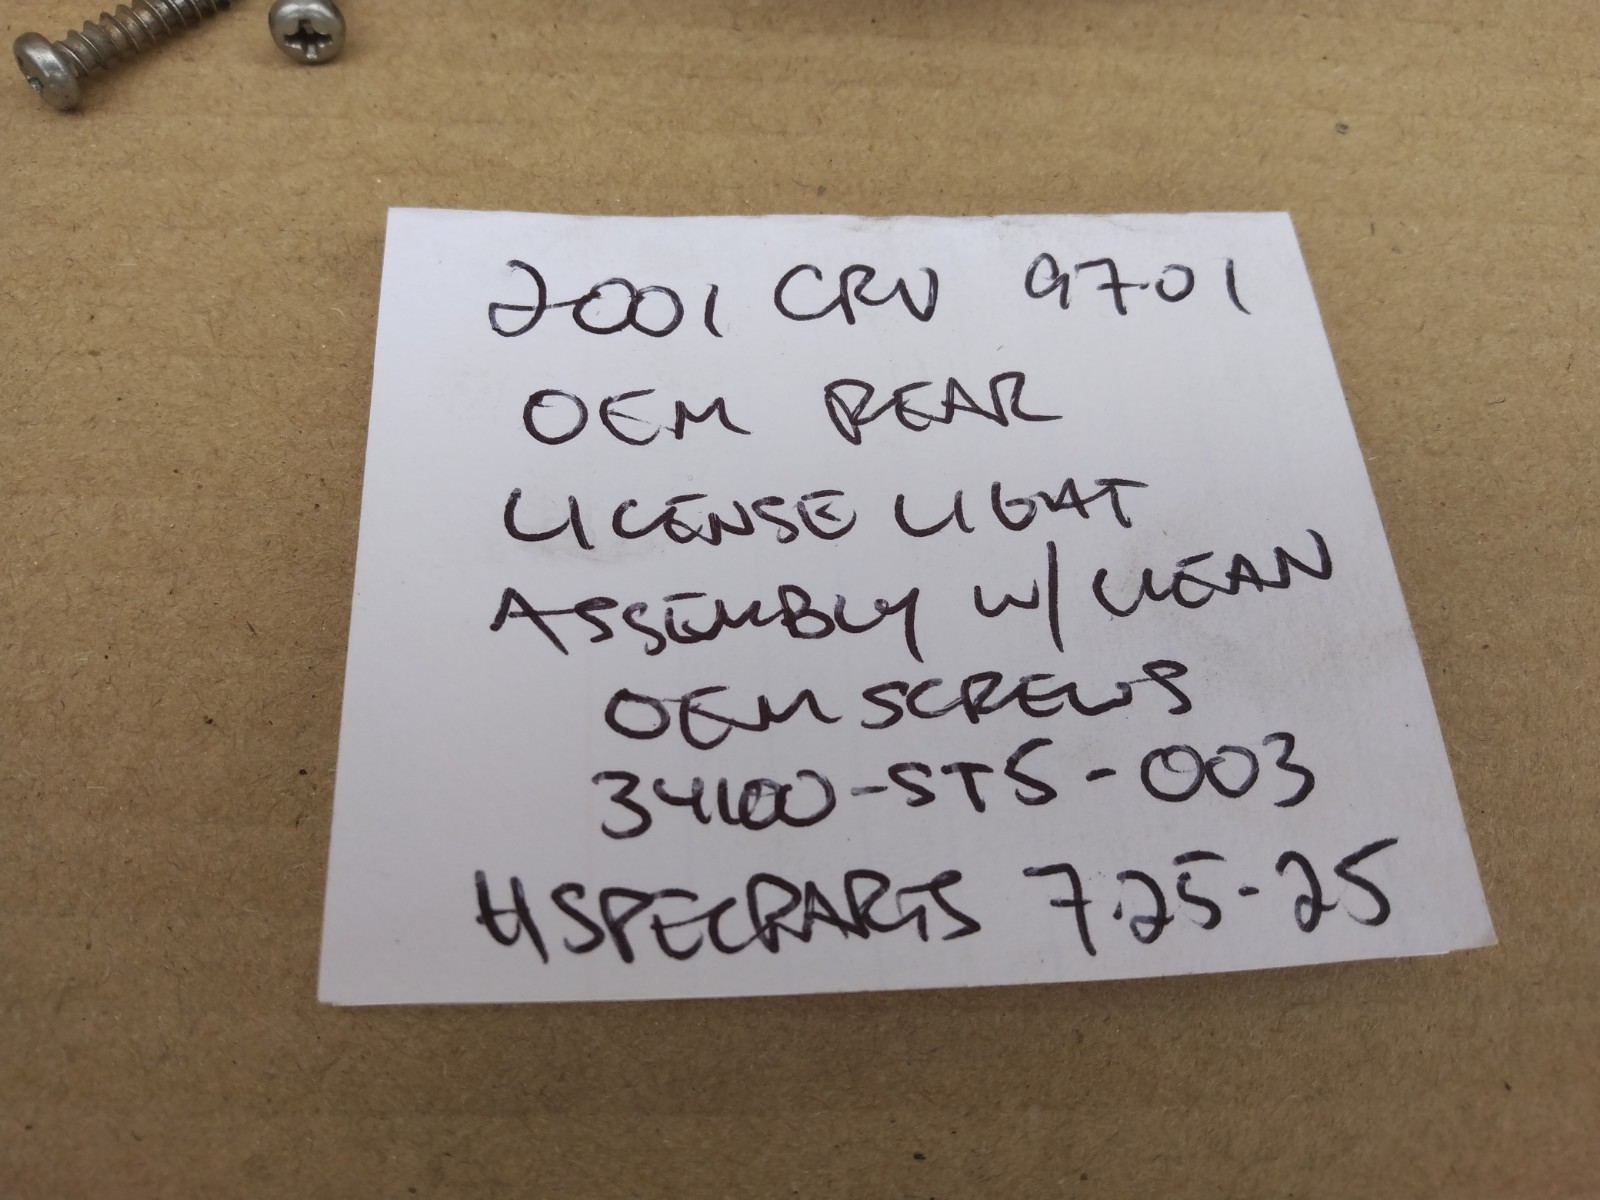 2001 CRV 97-01
OEM REAR
LICENSE LIGHT
ASSEMBLY W/ CLEAN
OEM SCREWS
34100-ST5-003
HSPECPARTS 7-25-25